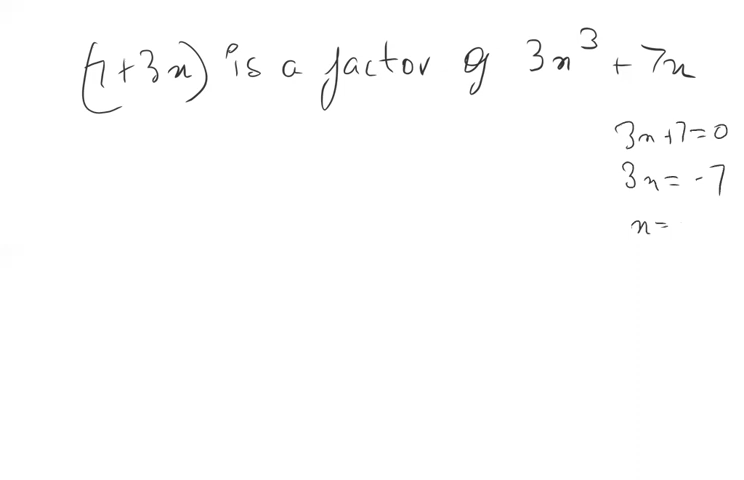 (7+3x) is a factor of 3x³ + 7x
3x+7=0
3x = -7
x=